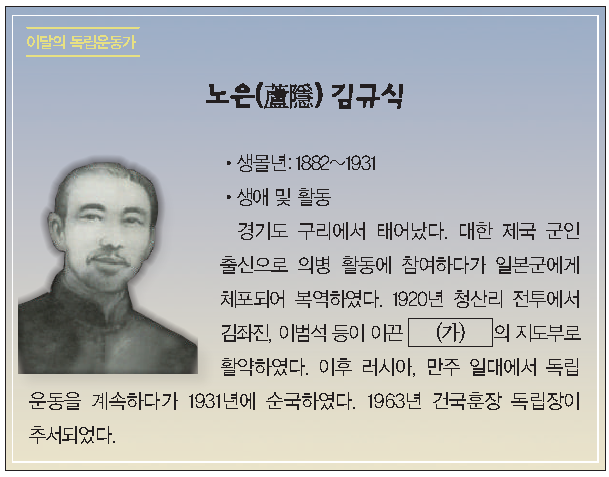 이달의 독립운동가
노은(蘆隱) 김규식
• 생몰년: 1882~1931
• 생애 및 활동
경기도 구리에서 태어났다. 대한 제국 군인
출신으로 의병 활동에 참여하다가 일본군에게
체포되어 복역하였다. 1920년 청산리 전투에서
김좌진, 이범석 등이 이끈 (가) 의 지도부로
활약하였다. 이후 러시아, 만주 일대에서 독립
운동을 계속하다가 1931년에 순국하였다. 1963년 건국훈장 독립장이
추서되었다.